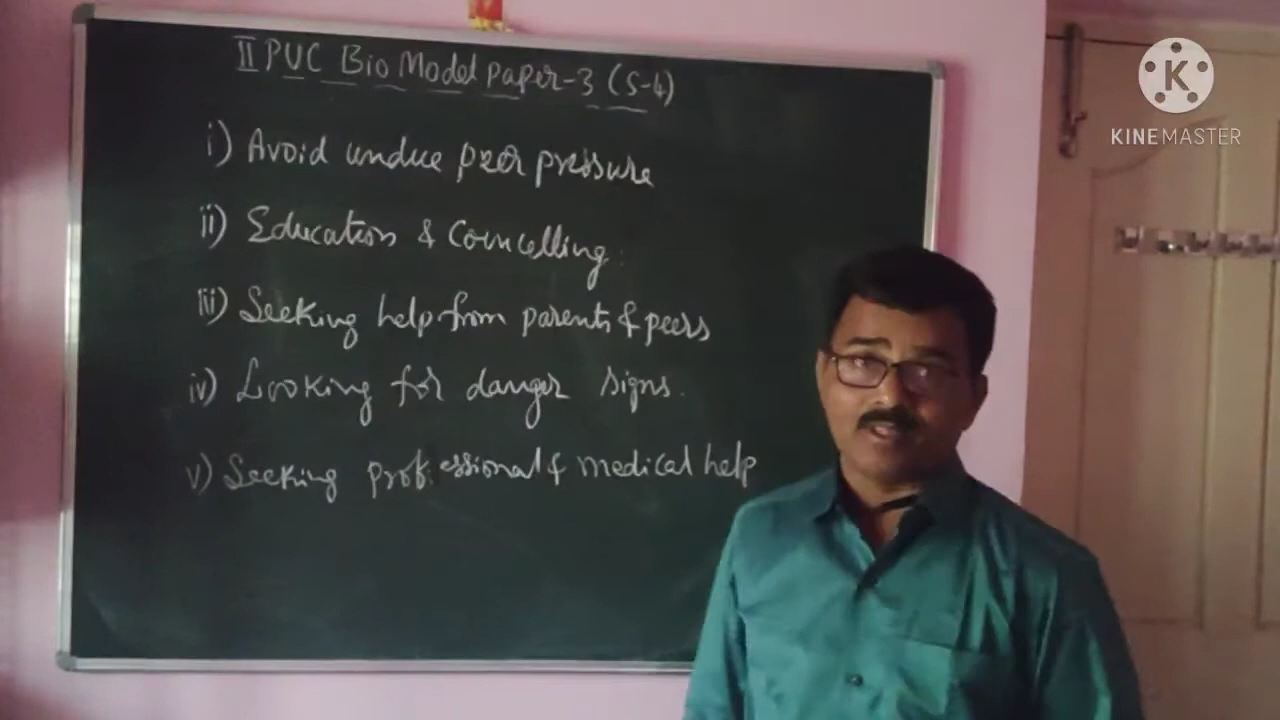 II PUC Bio Model Paper-3 (S-4)
i) Avoid undue peer pressure
ii) Education & Councelling.
iii) Seeking help from parents & peers
iv) Looking for danger signs.
v) Seeking professional & medical help
K
KINEMASTER